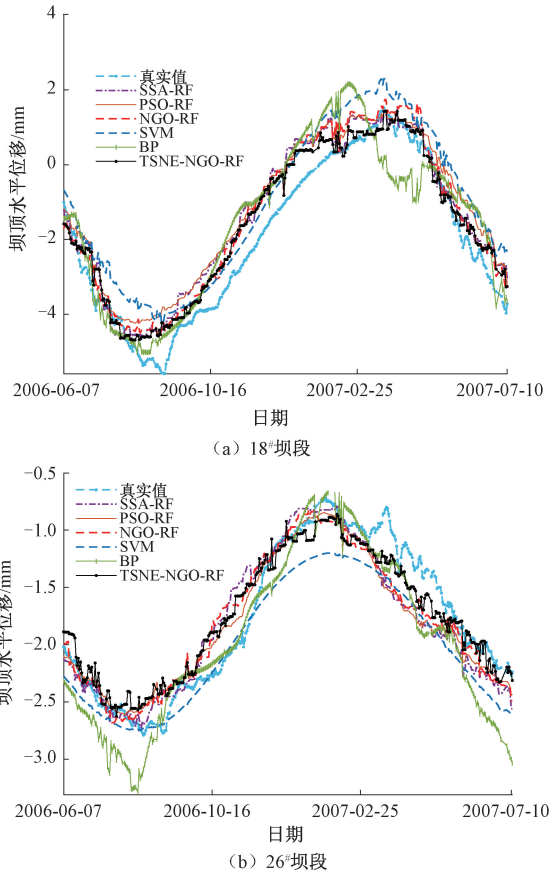 4
2
0
−2
−4
坝顶水平位移/mm
真实值
SSA-RF
PSO-RF
NGO-RF
SVM
BP
TSNE-NGO-RF
2006-06-07 2006-10-16 2007-02-25 2007-07-10
日期
（a）18#坝段
−0.5
−1.0
−1.5
−2.0
−2.5
−3.0
坝顶水平位移/mm
真实值
SSA-RF
PSO-RF
NGO-RF
SVM
BP
TSNE-NGO-RF
2006-06-07 2006-10-16 2007-02-25 2007-07-10
日期
（b）26#坝段